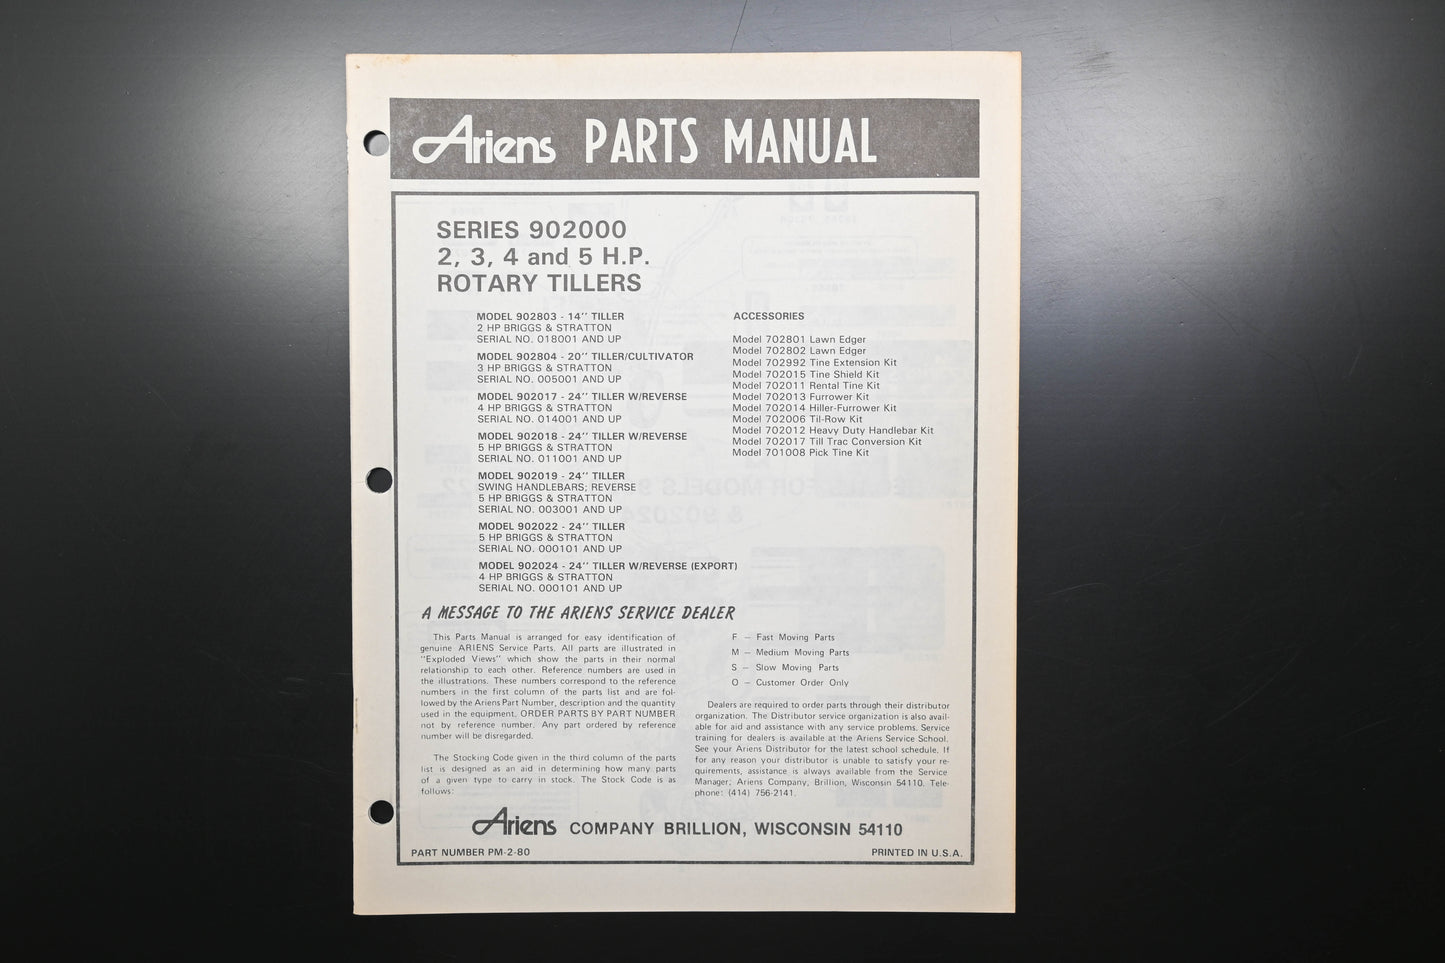 Ariens PARTS MANUAL
SERIES 902000
2, 3, 4 and 5 H.P.
ROTARY TILLERS
MODEL 902803 - 14'' TILLER
2 HP BRIGGS & STRATTON
SERIAL NO. 018001 AND UP
MODEL 902804 - 20'' TILLER/CULTIVATOR
3 HP BRIGGS & STRATTON
SERIAL NO. 005001 AND UP
MODEL 902017 - 24'' TILLER W/REVERSE
4 HP BRIGGS & STRATTON
SERIAL NO. 014001 AND UP
MODEL 902018 - 24'' TILLER W/REVERSE
5 HP BRIGGS & STRATTON
SERIAL NO. 011001 AND UP
MODEL 902019 - 24'' TILLER
SWING HANDLEBARS; REVERSE
5 HP BRIGGS & STRATTON
SERIAL NO. 003001 AND UP
MODEL 902022 - 24'' TILLER
5 HP BRIGGS & STRATTON
SERIAL NO. 000101 AND UP
MODEL 902024 - 24'' TILLER W/REVERSE (EXPORT)
4 HP BRIGGS & STRATTON
SERIAL NO. 000101 AND UP
ACCESSORIES
Model 702801 Lawn Edger
Model 702802 Lawn Edger
Model 702992 Tine Extension Kit
Model 702015 Tine Shield Kit
Model 702011 Rental Tine Kit
Model 702013 Furrower Kit
Model 702014 Hiller-Furrower Kit
Model 702006 Til-Row Kit
Model 702012 Heavy Duty Handlebar Kit
Model 702017 Till Trac Conversion Kit
Model 701008 Pick Tine Kit
A MESSAGE TO THE ARIENS SERVICE DEALER
This Parts Manual is arranged for easy identification of
genuine ARIENS Service Parts. All parts are illustrated in
"Exploded Views" which show the parts in their normal
relationship to each other. Reference numbers are used in
the illustrations. These numbers correspond to the reference
numbers in the first column of the parts list and are fol-
lowed by the Ariens Part Number, description and the quantity
used in the equipment. ORDER PARTS BY PART NUMBER
not by reference number. Any part ordered by reference
number will be disregarded.
The Stocking Code given in the third column of the parts
list is designed as an aid in determining how many parts
of a given type to carry in stock. The Stock Code is as
follows:
F – Fast Moving Parts
M – Medium Moving Parts
S – Slow Moving Parts
O – Customer Order Only
Dealers are required to order parts through their distributor
organization. The Distributor service organization is also avail-
able for aid and assistance with any service problems. Service
training for dealers is available at the Ariens Service School.
See your Ariens Distributor for the latest school schedule. If
for any reason your distributor is unable to satisfy your re-
quirements, assistance is always available from the Service
Manager; Ariens Company, Brillion, Wisconsin 54110. Tele-
phone: (414) 756-2141.
Ariens COMPANY BRILLION, WISCONSIN 54110
PART NUMBER PM-2-80
PRINTED IN U.S.A.